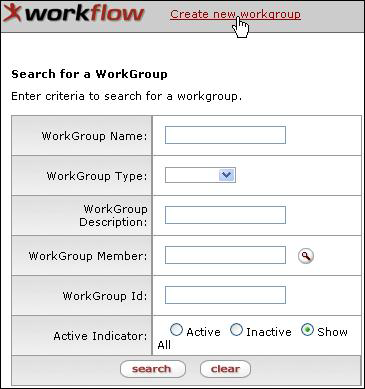 workflow
Create new workgroup
Search for a WorkGroup
Enter criteria to search for a workgroup.
WorkGroup Name:
WorkGroup Type:
WorkGroup
Description:
WorkGroup Member:
WorkGroup Id:
Active Indicator:
Active Inactive Show
All
search clear